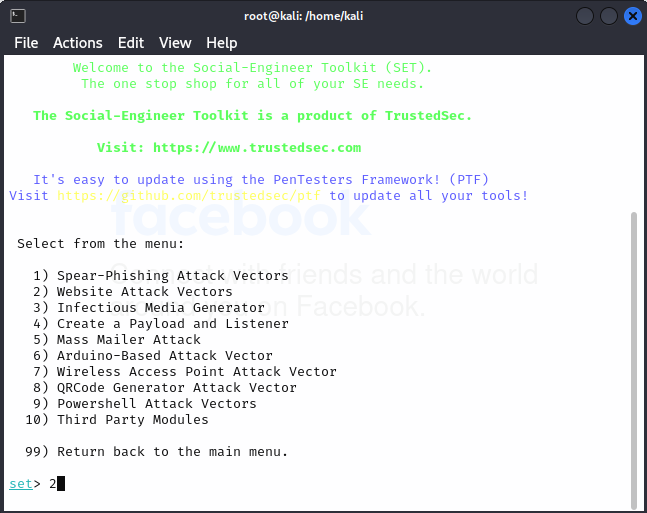 root@kali: /home/kali
File Actions Edit View Help
Welcome to the Social-Engineer Toolkit (SET).
The one stop shop for all of your SE needs.
The Social-Engineer Toolkit is a product of TrustedSec.
Visit: https://www.trustedsec.com
It's easy to update using the PenTesters Framework! (PTF)
Visit https://github.com/trustedsec/ptf to update all your tools!
facebook
Select from the menu:
Connect with friends and the world
1) Spear-Phishing Attack Vectors
2) Website Attack Vectors
on Facebook.
3) Infectious Media Generator
4) Create a Payload and Listener
5) Mass Mailer Attack
6) Arduino-Based Attack Vector
7) Wireless Access Point Attack Vector
8) QRCode Generator Attack Vector
9) Powershell Attack Vectors
10) Third Party Modules
99) Return back to the main menu.
set> 2